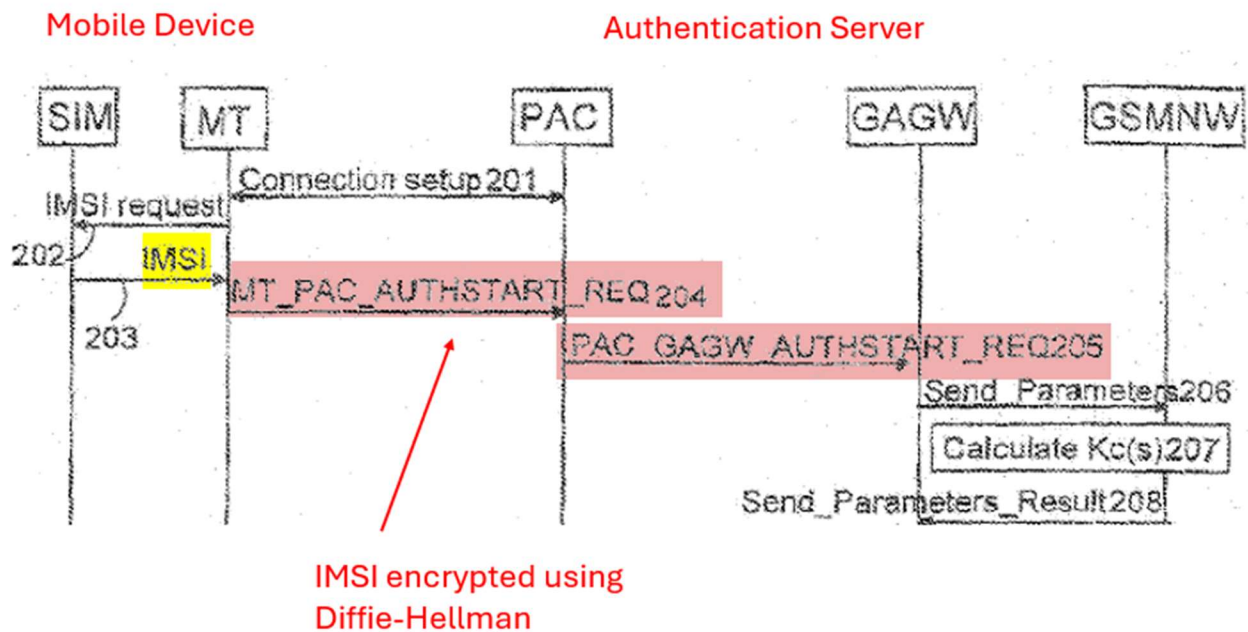 Mobile Device
Authentication Server
SIM
MT
PAC
GAGW
GSMNW
Connection setup 201
IMSI request
202
IMSI
203
MT_PAC_AUTHSTART_REQ 204
PAC_GAGW_AUTHSTART_REQ205
Send_Parameters206
Calculate Kc(s)207
Send_Parameters_Result208
IMSI encrypted using
Diffie-Hellman